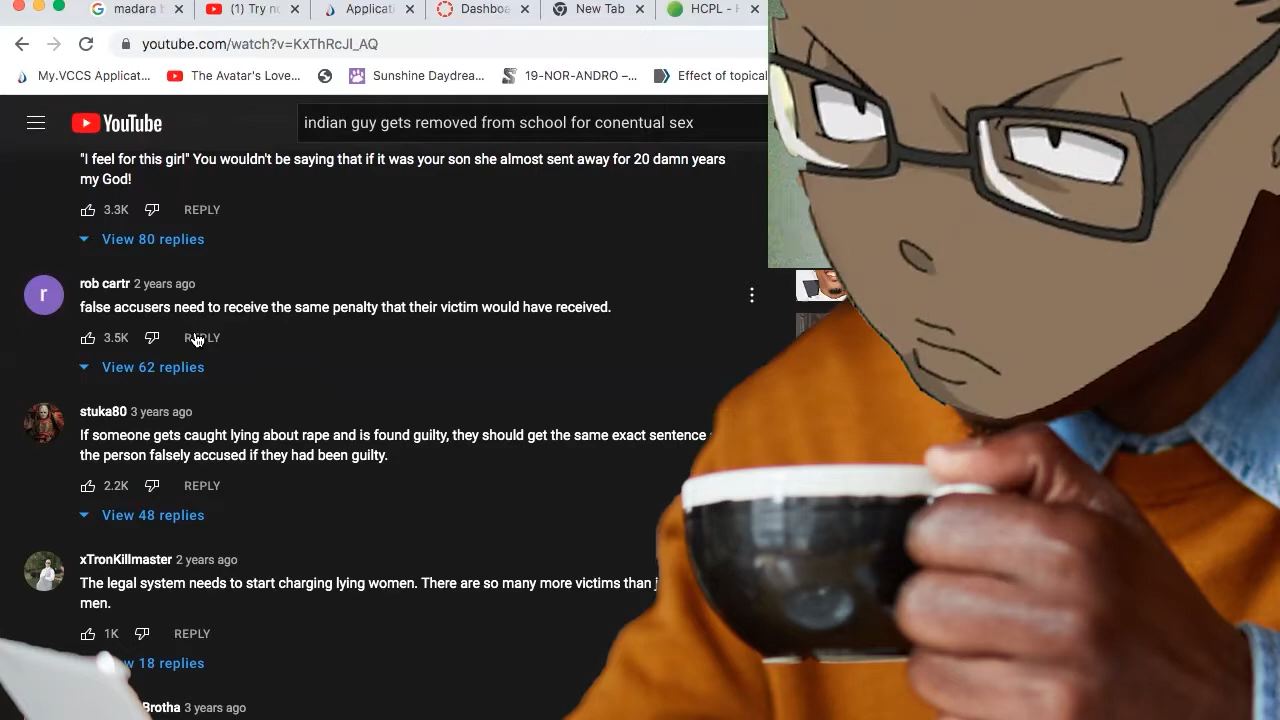 madara b
(1) Try n
Applicati
Dashboa
New Tab
HCPL -
youtube.com/watch?v=KxThRcJl_AQ
My.VCCS Applicat...
The Avatar's Love...
Sunshine Daydrea...
19-NOR-ANDRO –...
Effect of topical
YouTube
indian guy gets removed from school for conentual sex
"I feel for this girl" You wouldn't be saying that if it was your son she almost sent away for 20 damn years
my God!
3.3K
REPLY
View 80 replies
r
rob cartr 2 years ago
false accusers need to receive the same penalty that their victim would have received.
3.5K
REPLY
View 62 replies
stuka80 3 years ago
If someone gets caught lying about rape and is found guilty, they should get the same exact sentence
the person falsely accused if they had been guilty.
2.2K
REPLY
View 48 replies
xTronKillmaster 2 years ago
The legal system needs to start charging lying women. There are so many more victims than
men.
1K
REPLY
18 replies
Brotha 3 years ago